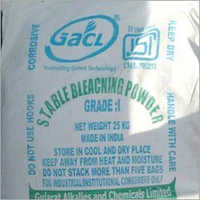 GACL
CORROSIVE
KEEP DRY
STABLE BLEACHING POWDER
GRADE :I
DO NOT USE HOOKS
HANDLE WITH CARE
NET WEIGHT 25 KG
MADE IN INDIA
STORE IN COOL AND DRY PLACE
KEEP AWAY FROM HEAT AND MOISTURE
DO NOT STACK MORE THAN FIVE BAGS
FOR INDUSTRIAL/INSTITUTIONAL CONSUMERS ONLY
Gujarat Alkalies and Chemicals Limited